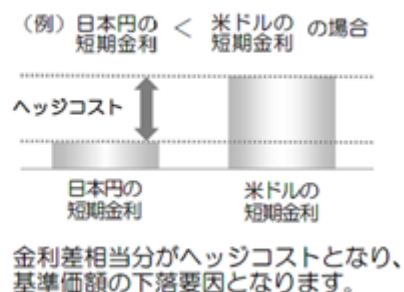 （例）日本円の短期金利 ＜ 米ドルの短期金利 の場合
ヘッジコスト
日本円の短期金利
米ドルの短期金利
金利差相当分がヘッジコストとなり、
基準価額の下落要因となります。